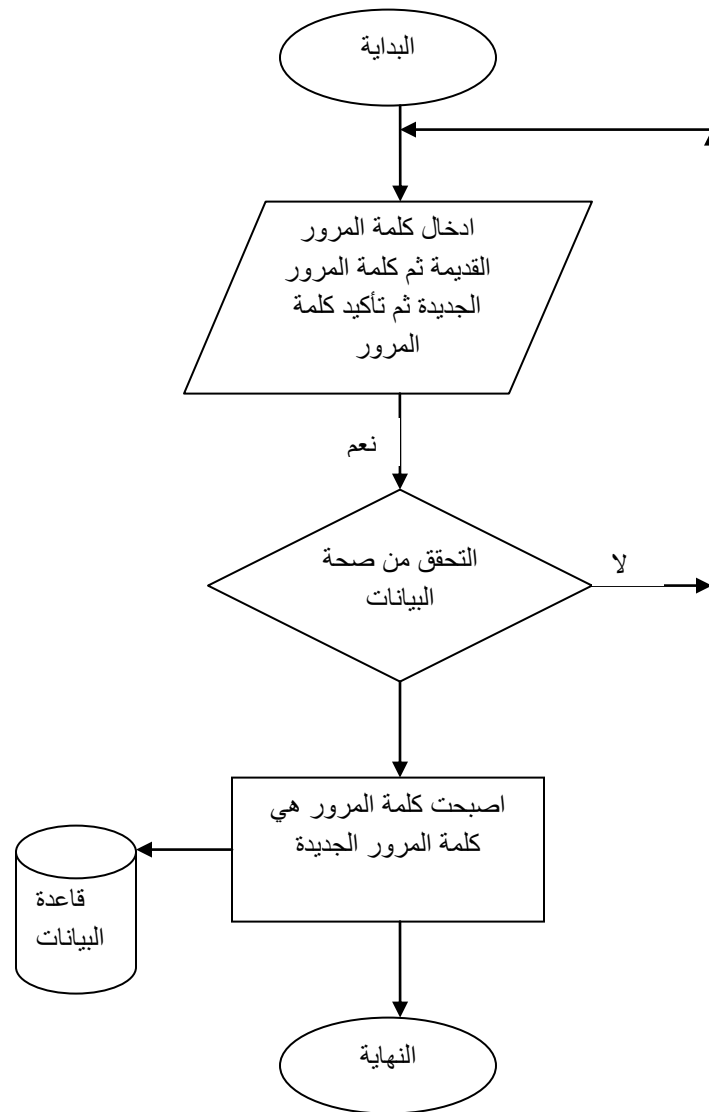 البداية
ادخال كلمة المرور
القديمة ثم كلمة المرور
الجديدة ثم تأكيد كلمة
المرور
نعم
التحقق من صحة
البيانات
لا
اصبحت كلمة المرور هي
كلمة المرور الجديدة
قاعدة
البيانات
النهاية